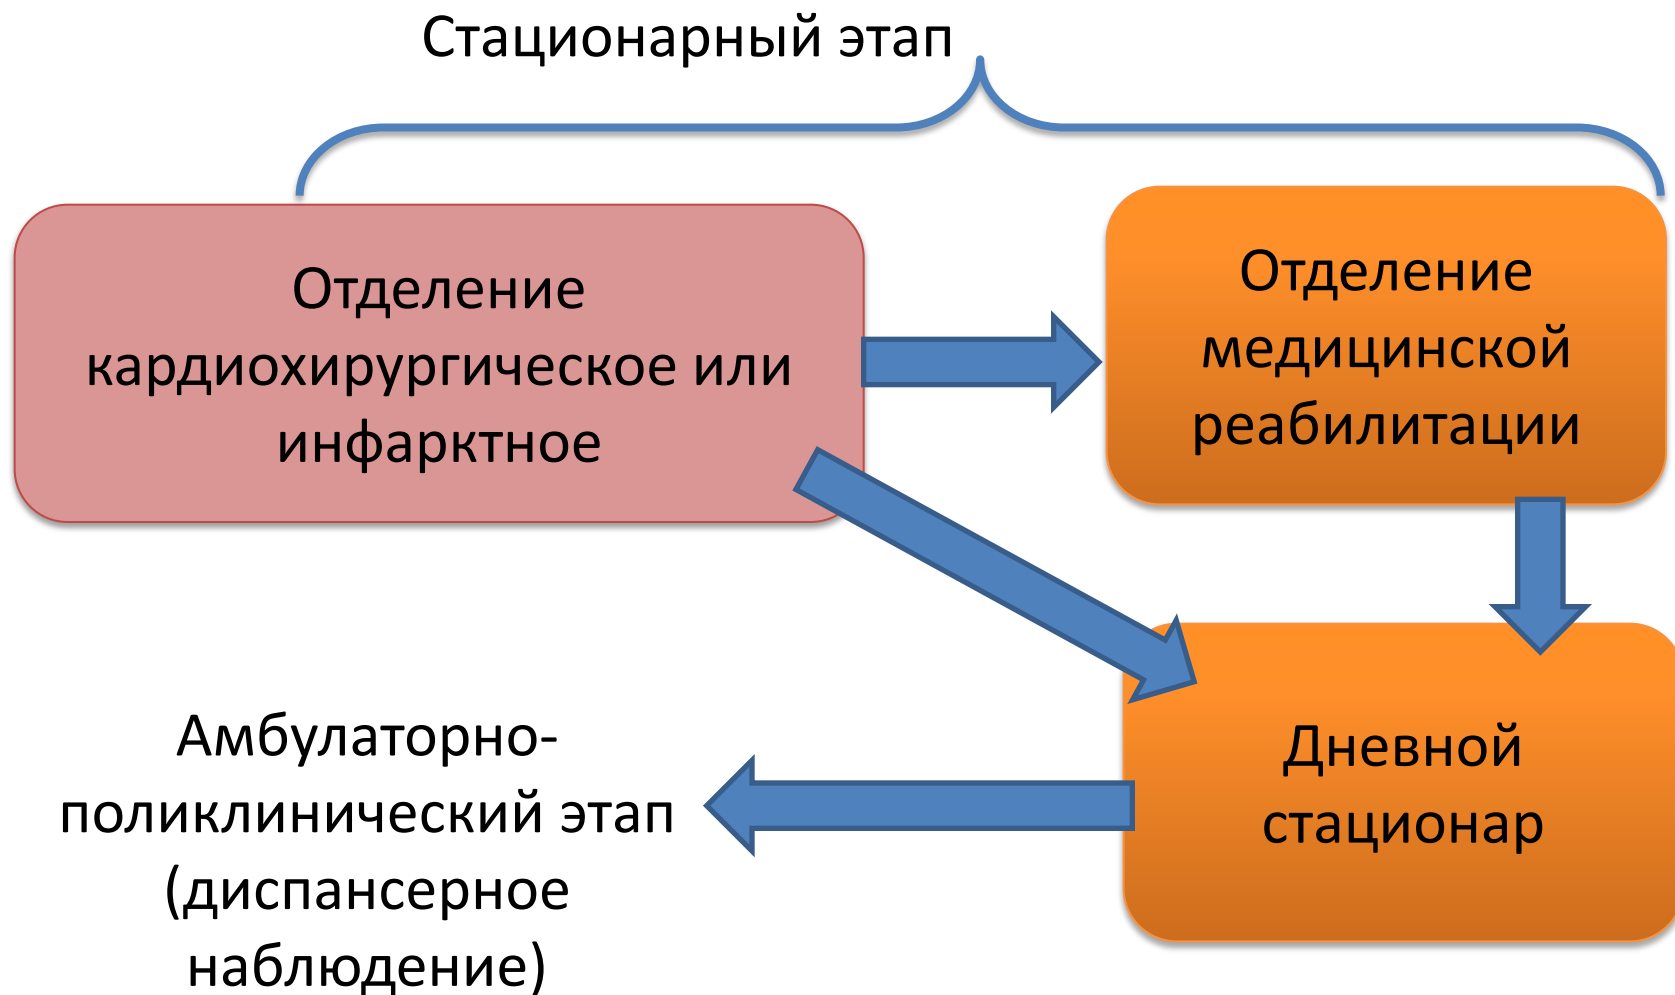 Стационарный этап
Отделение
кардиохирургическое или
инфарктное
Отделение
медицинской
реабилитации
Амбулаторно-
поликлинический этап
(диспансерное
наблюдение)
Дневной
стационар